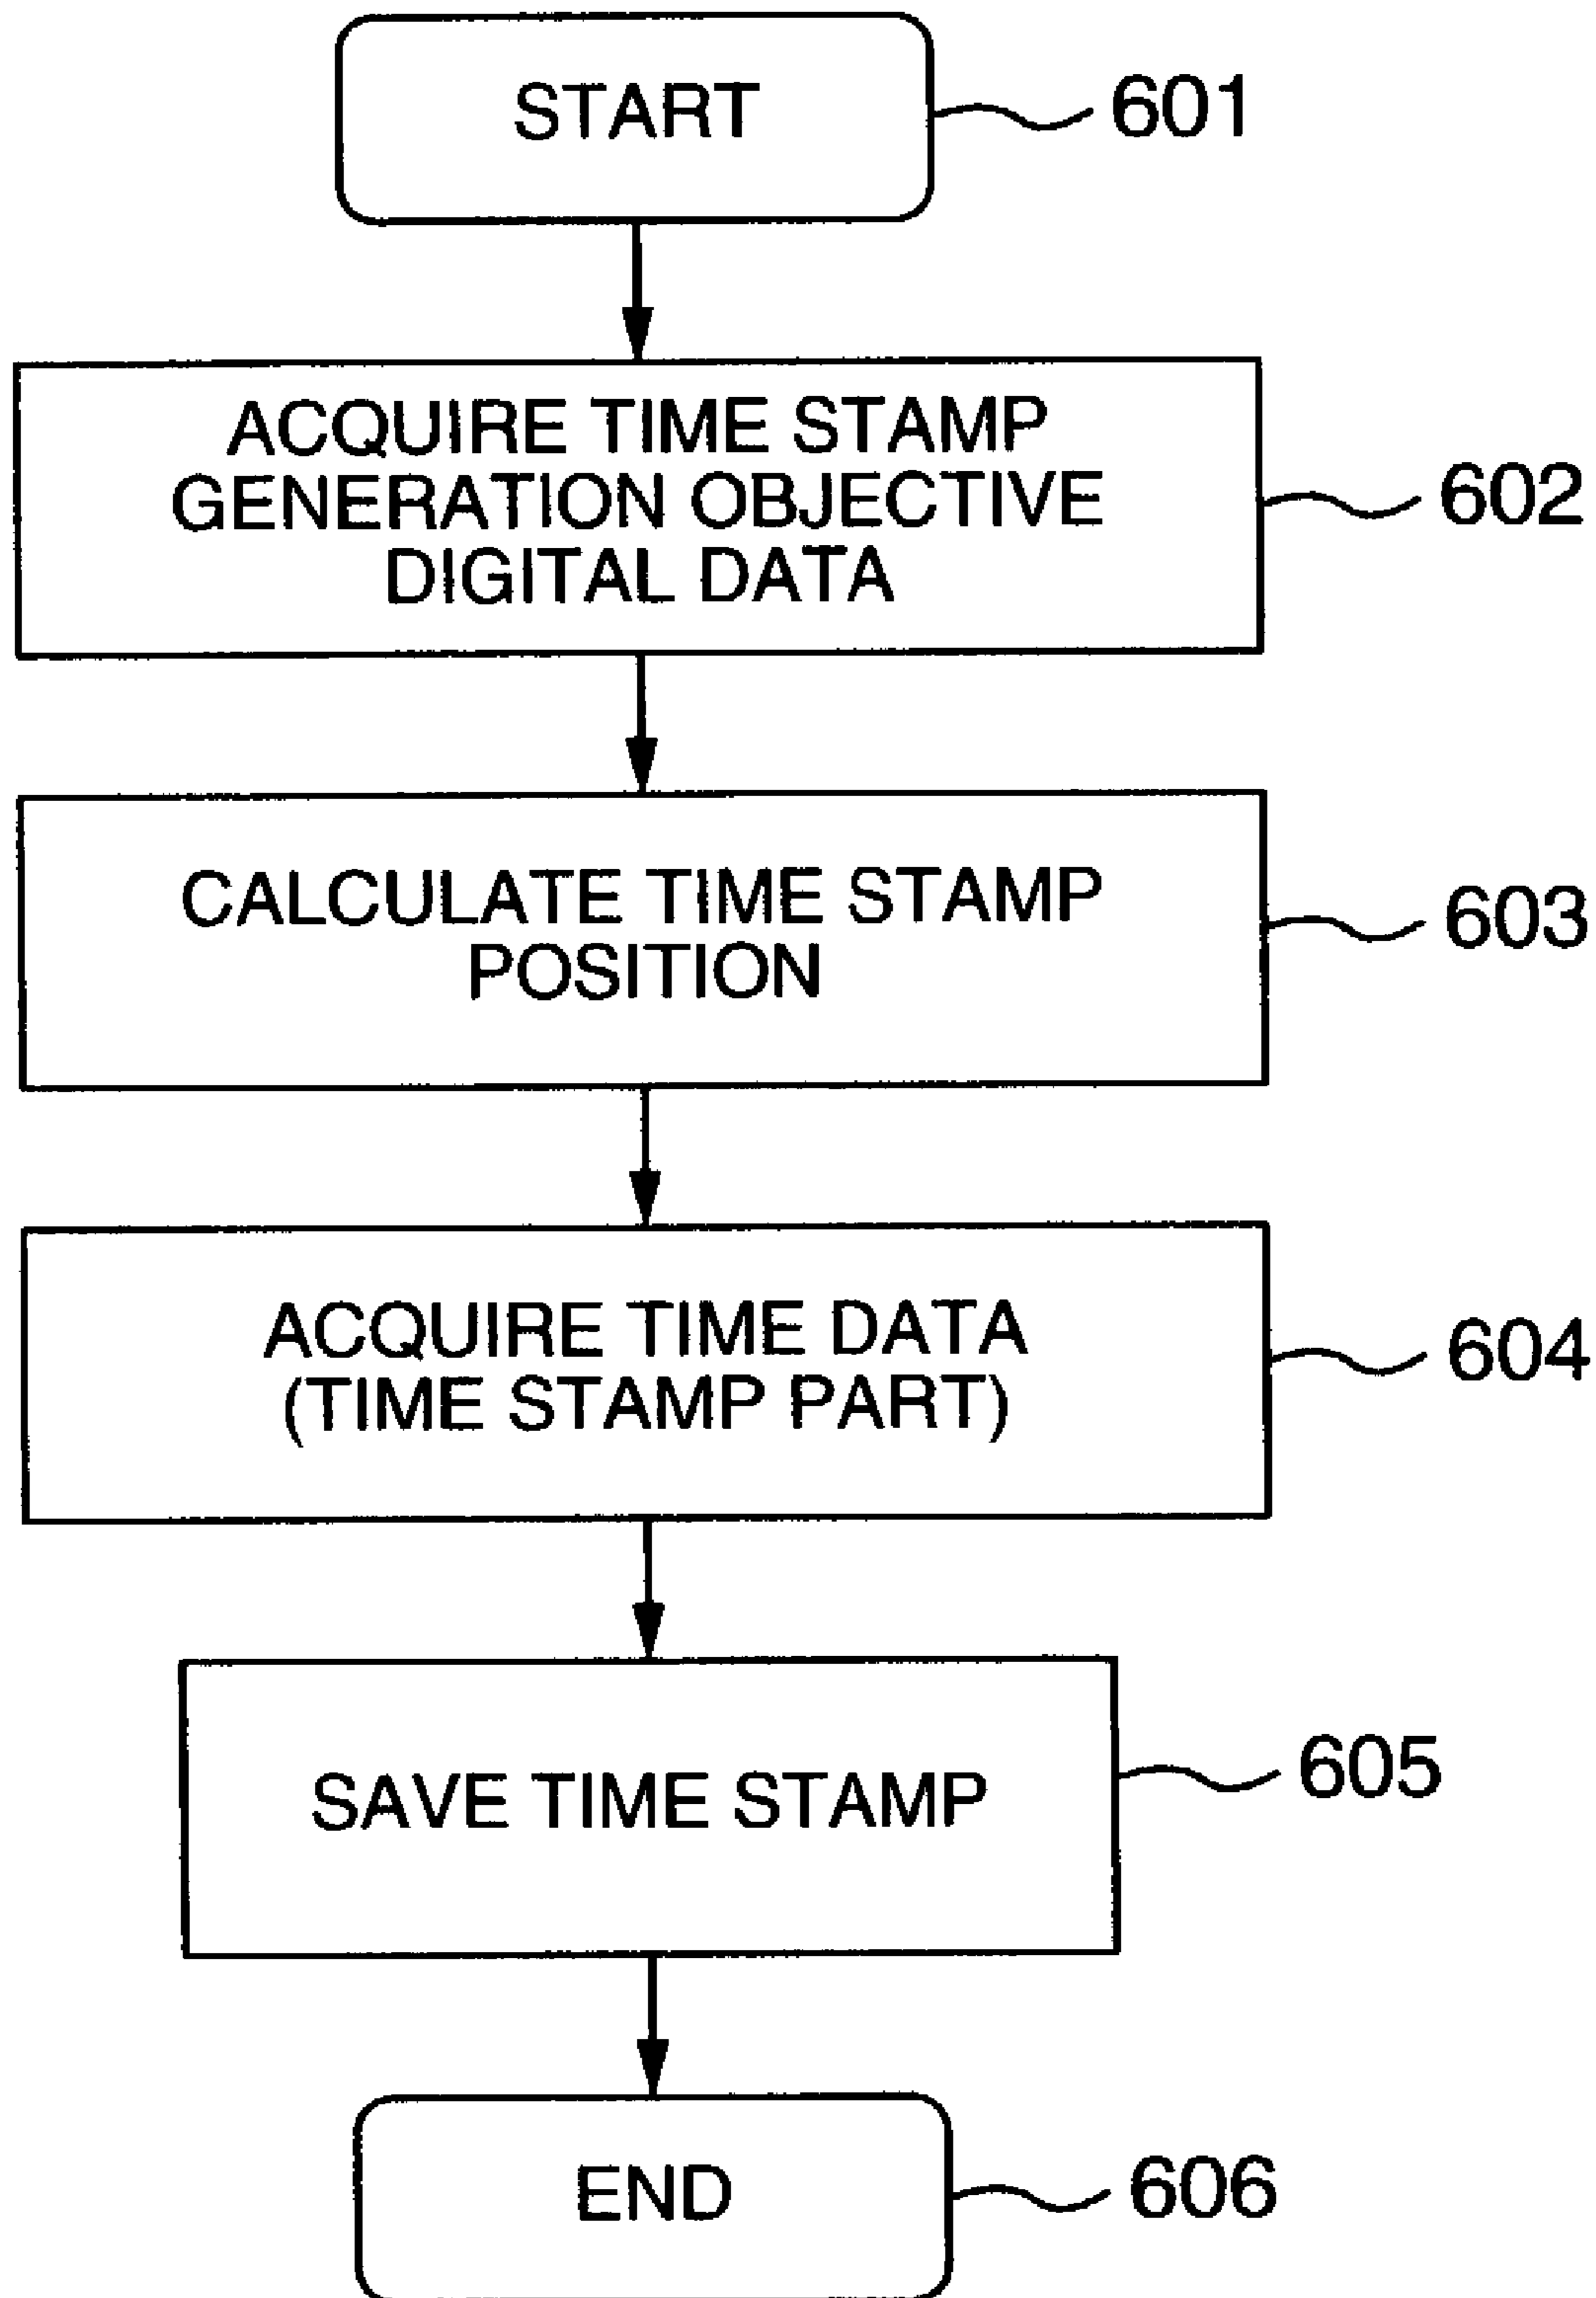 START
601
ACQUIRE TIME STAMP
GENERATION OBJECTIVE
DIGITAL DATA
602
CALCULATE TIME STAMP
POSITION
603
ACQUIRE TIME DATA
(TIME STAMP PART)
604
SAVE TIME STAMP
605
END
606